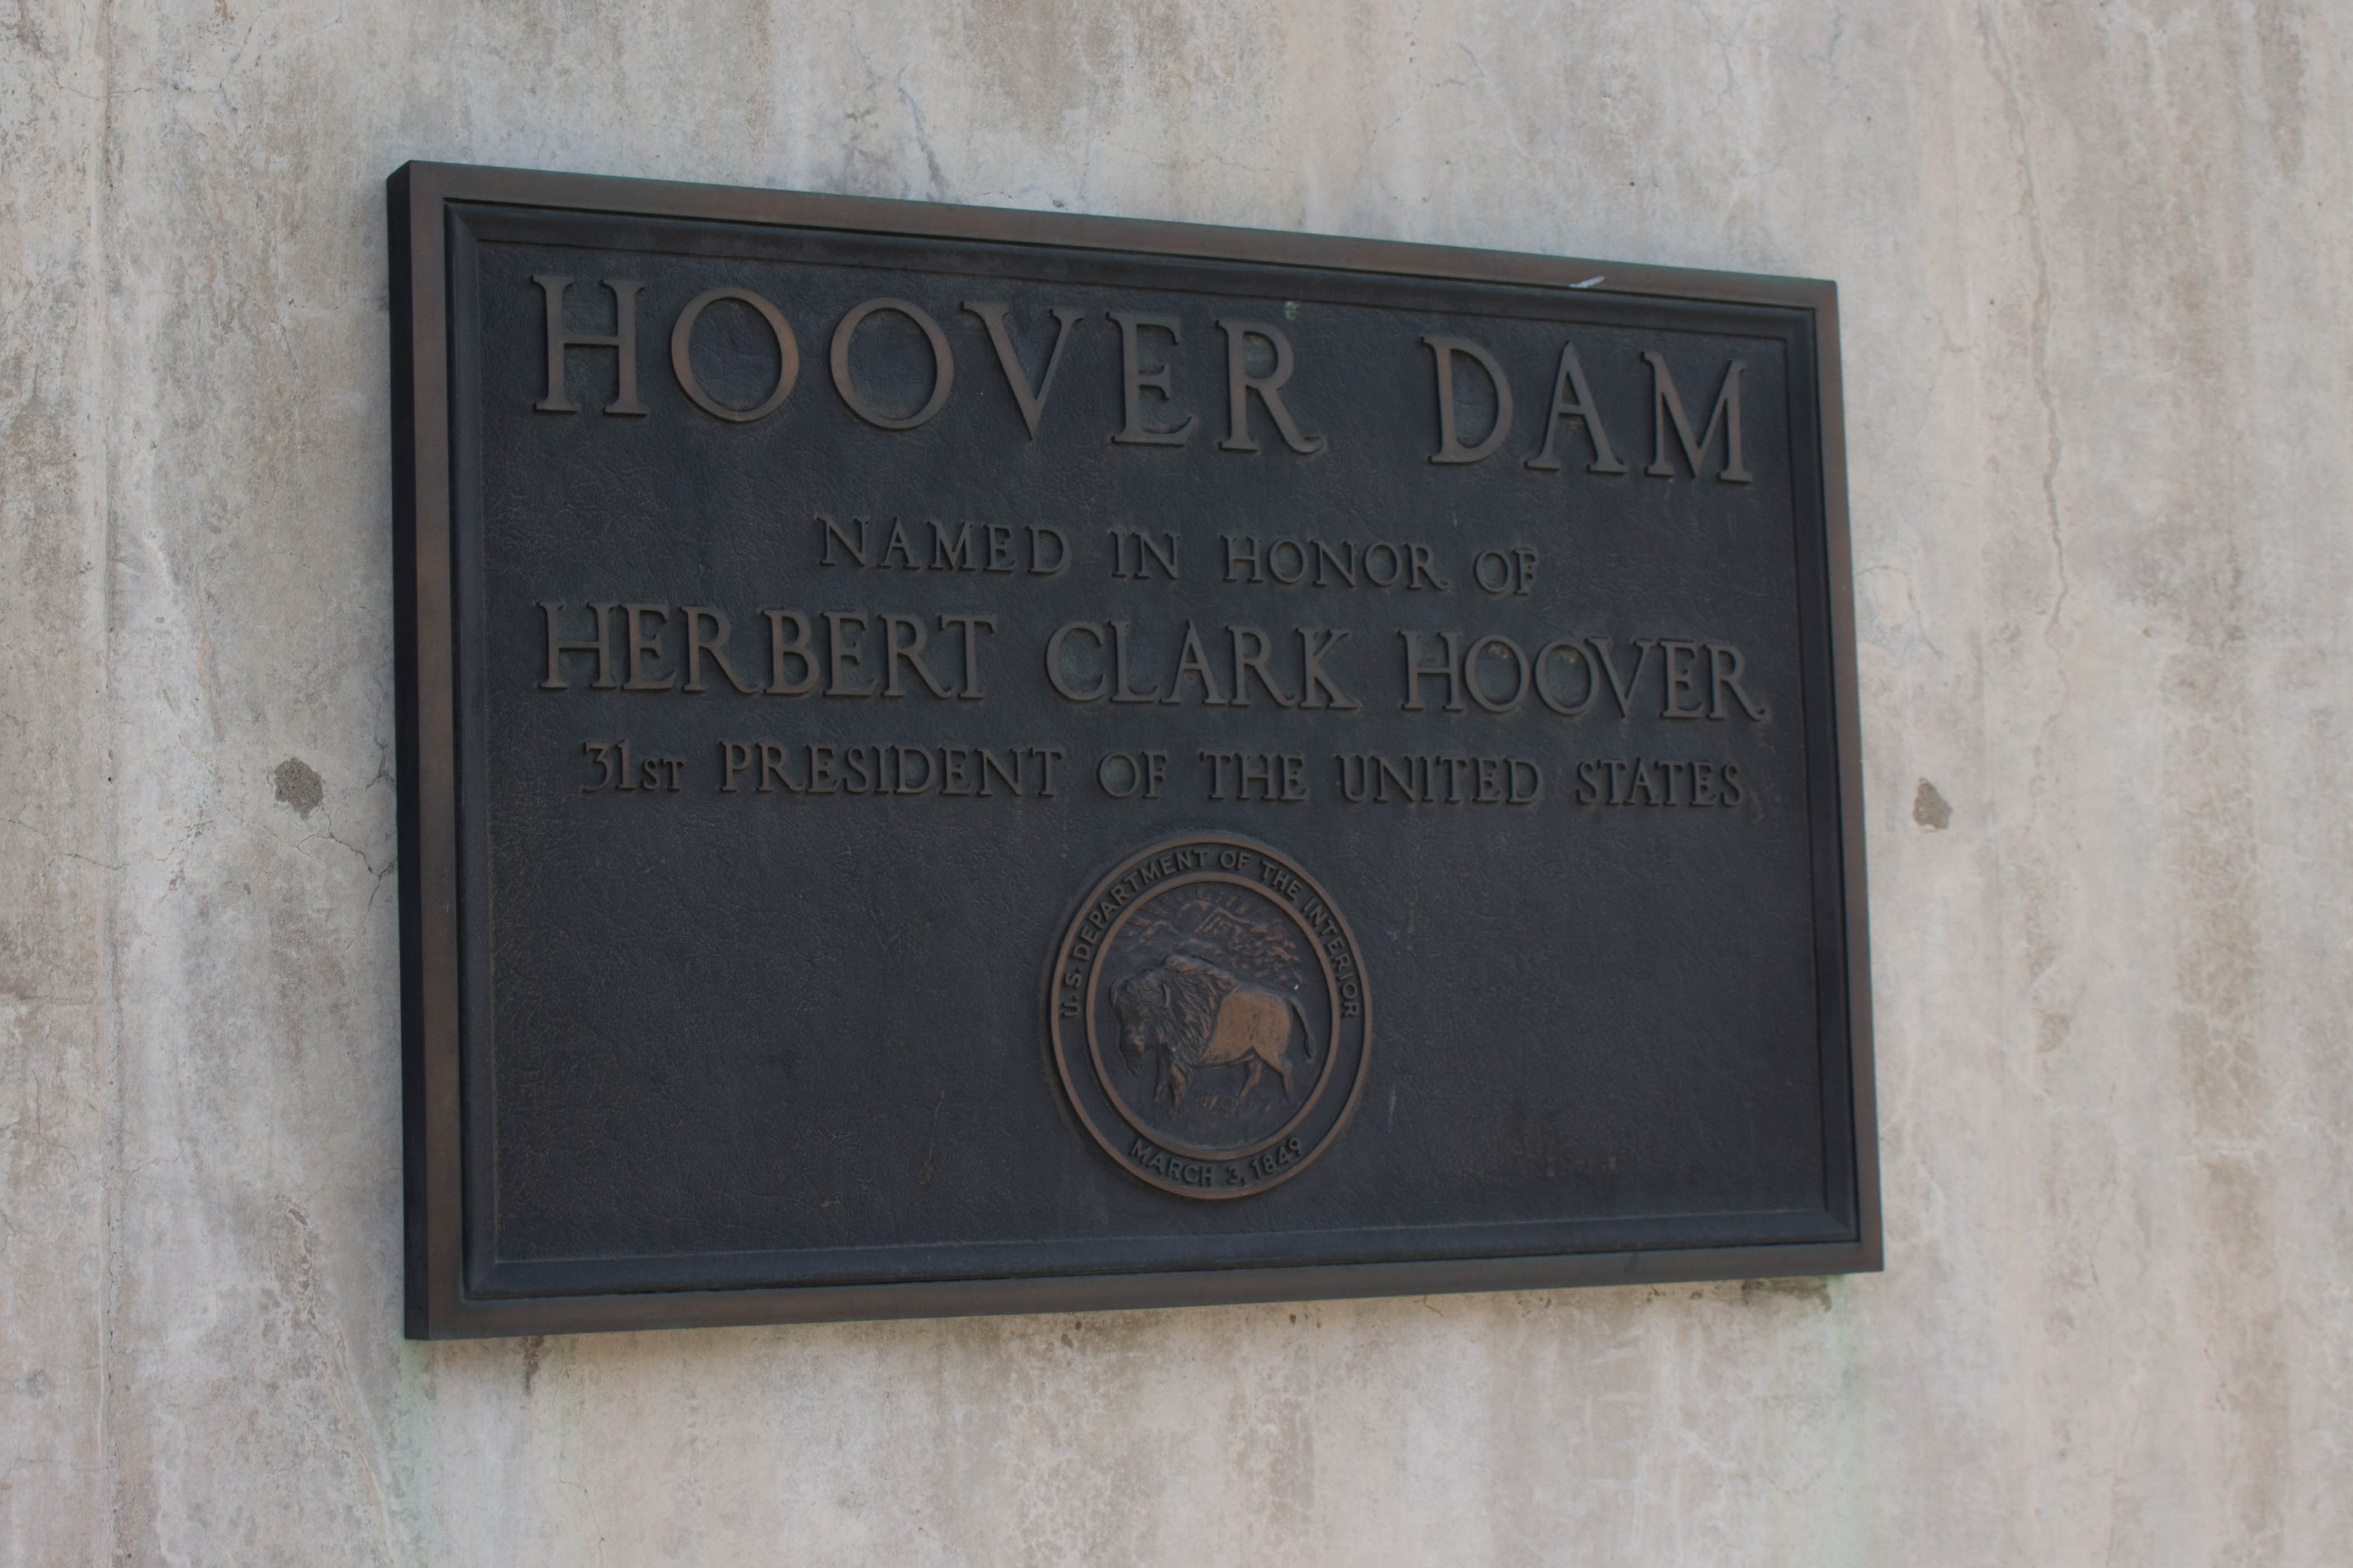 HOOVER DAM
NAMED IN HONOR OF
HERBERT CLARK HOOVER
31ST PRESIDENT OF THE UNITED STATES
U.S. DEPARTMENT OF THE INTERIOR
MARCH 3, 1849